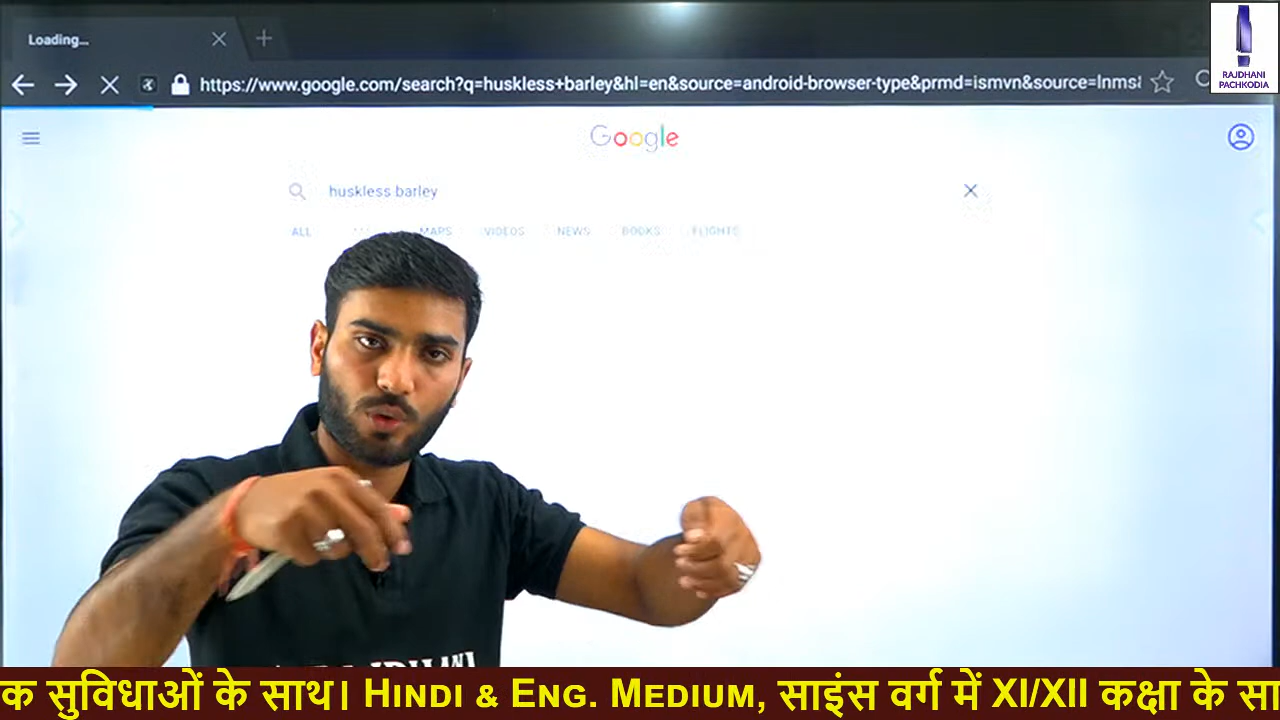 Loading...
https://www.google.com/search?q=huskless+barley&hl=en&source=android-browser-type&prmd=ismvn&source=lnms&
RAJDHANI
PACHKODIA
Google
huskless barley
ALL MAPS VIDEOS NEWS BOOKS FLIGHTS
क सुविधाओं के साथ। HINDI & ENG. MEDIUM, साइंस वर्ग में XI/XII कक्षा के सा